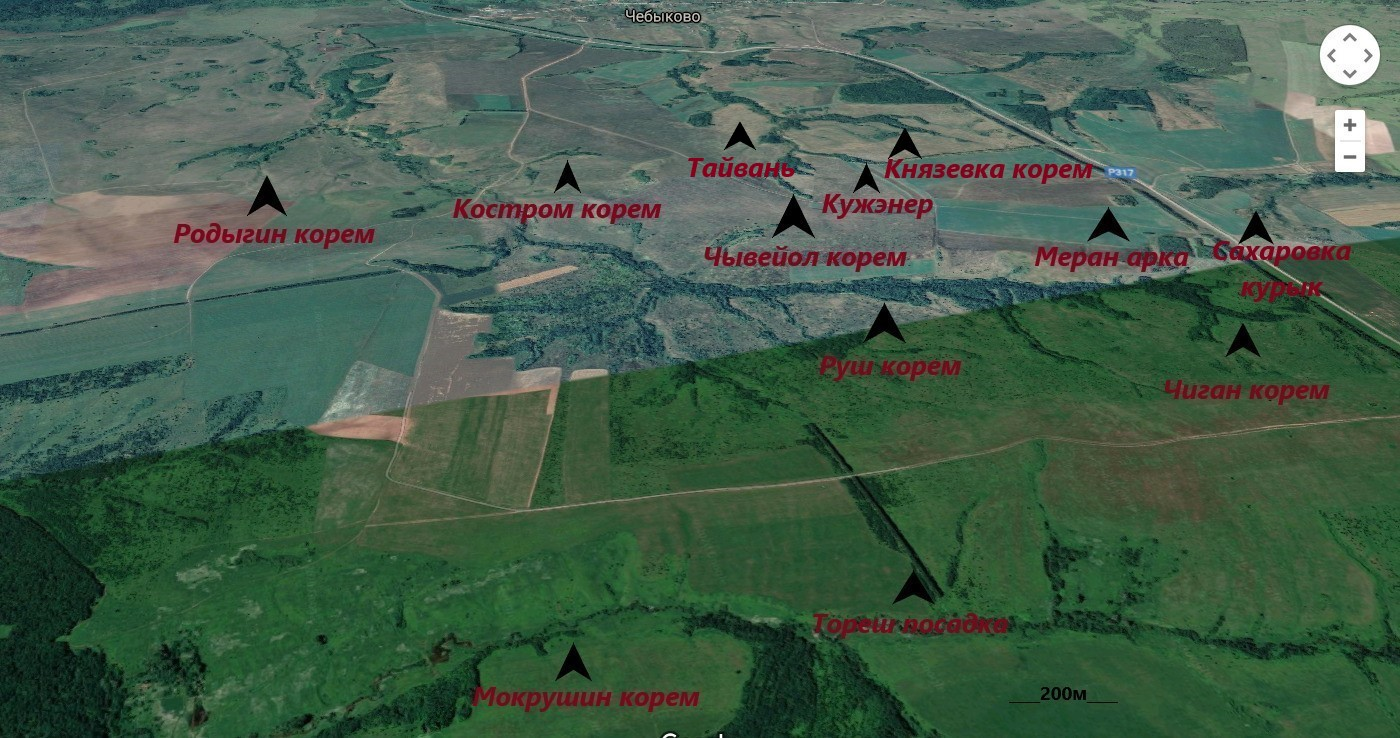 Чебыково
Тайвань
Князевка корем
Р317
Костром корем
Кужэнер
Родыгин корем
Чывейол корем
Меран арка
Сахаровка
курык
Руш корем
Чиган корем
Тореш посадка
Мокрушин корем
200м